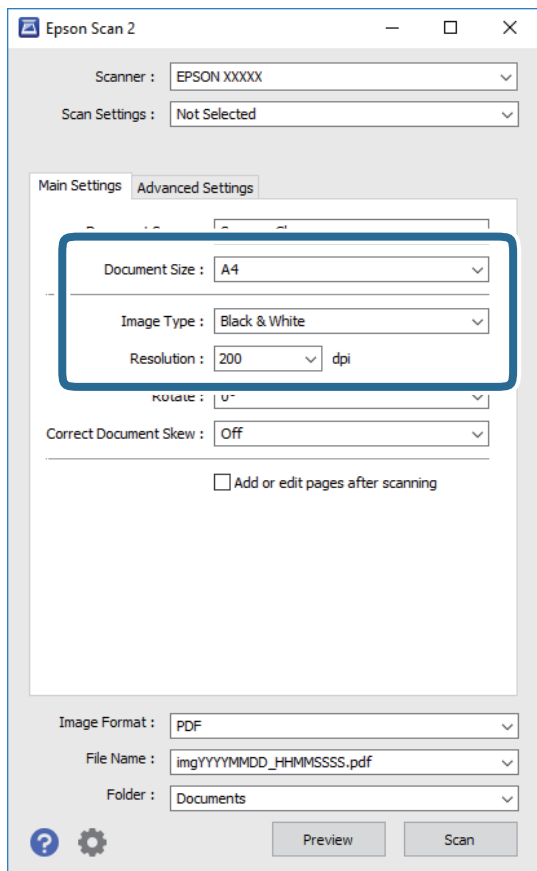 Epson Scan 2
Scanner : EPSON XXXXX
Scan Settings : Not Selected
Main Settings Advanced Settings
Document Size : A4
Image Type : Black & White
Resolution : 200 dpi
Rotate : 0°
Correct Document Skew : Off
Add or edit pages after scanning
Image Format : PDF
File Name : imgYYYYMMDD_HHMMSSSS.pdf
Folder : Documents
? Preview Scan